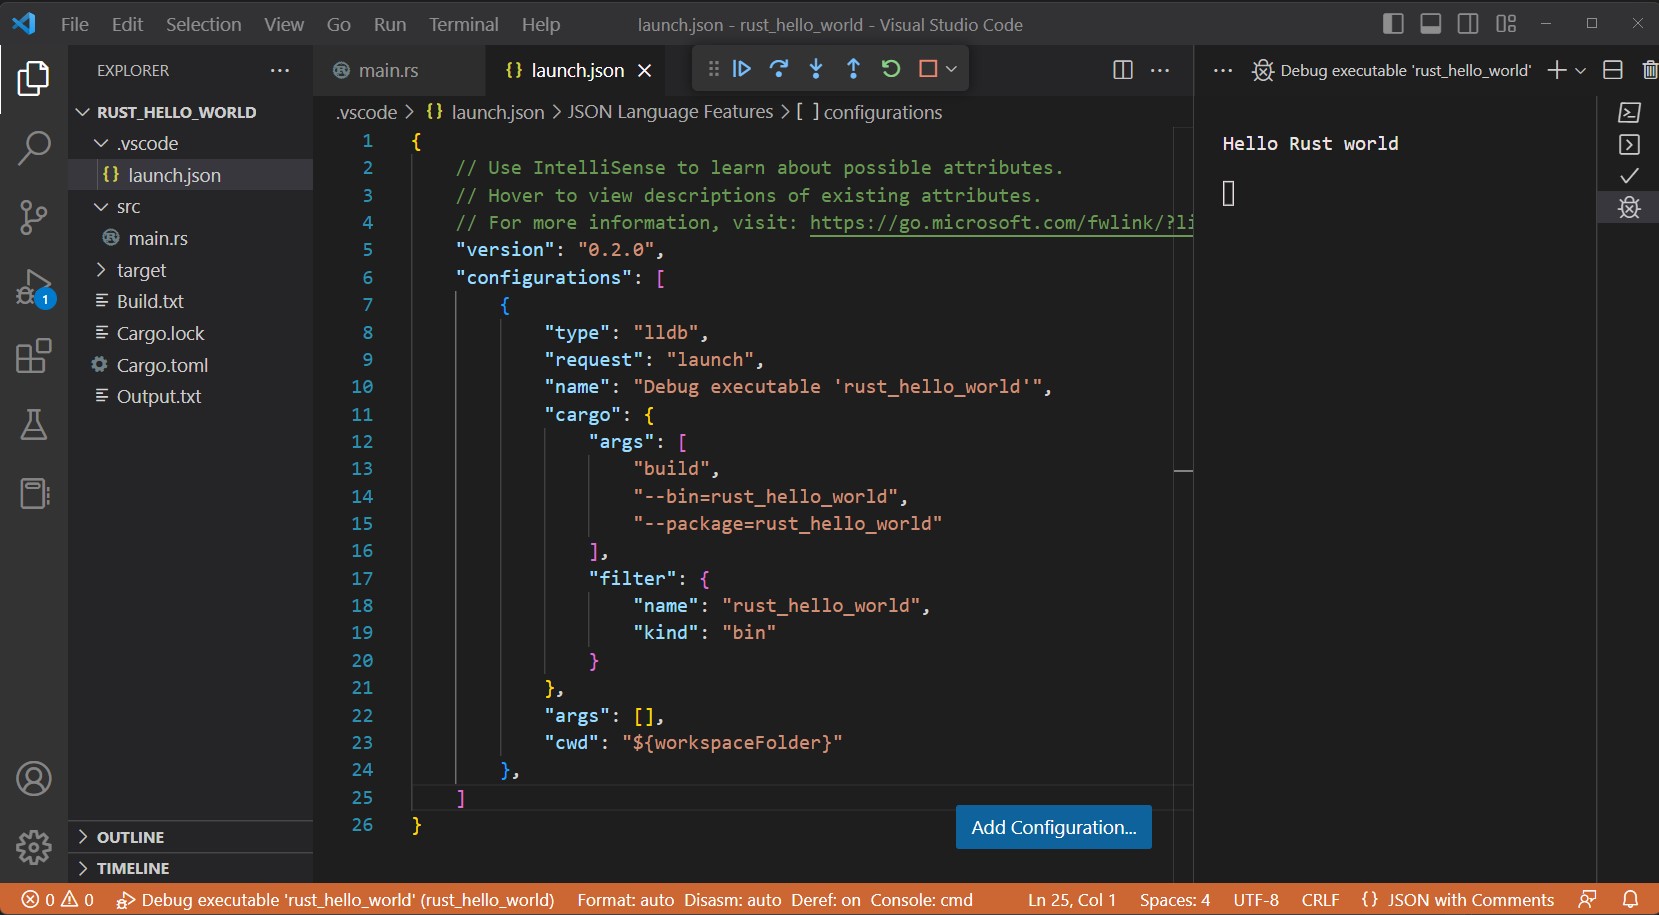 File Edit Selection View Go Run Terminal Help launch.json - rust_hello_world - Visual Studio Code
EXPLORER
RUST_HELLO_WORLD
.vscode
launch.json
src
main.rs
target
Build.txt
Cargo.lock
Cargo.toml
Output.txt
1
OUTLINE
TIMELINE
main.rs
launch.json
.vscode > {} launch.json > JSON Language Features > [ ] configurations
1 {
2 // Use IntelliSense to learn about possible attributes.
3 // Hover to view descriptions of existing attributes.
4 // For more information, visit: https://go.microsoft.com/fwlink/?li
5 "version": "0.2.0",
6 "configurations": [
7 {
8 "type": "lldb",
9 "request": "launch",
10 "name": "Debug executable 'rust_hello_world'",
11 "cargo": {
12 "args": [
13 "build",
14 "--bin=rust_hello_world",
15 "--package=rust_hello_world"
16 ],
17 "filter": {
18 "name": "rust_hello_world",
19 "kind": "bin"
20 }
21 },
22 "args": [],
23 "cwd": "${workspaceFolder}"
24 },
25 ]
26 }
Add Configuration...
Debug executable 'rust_hello_world'
Hello Rust world
0 0 Debug executable 'rust_hello_world' (rust_hello_world) Format: auto Disasm: auto Deref: on Console: cmd Ln 25, Col 1 Spaces: 4 UTF-8 CRLF {} JSON with Comments